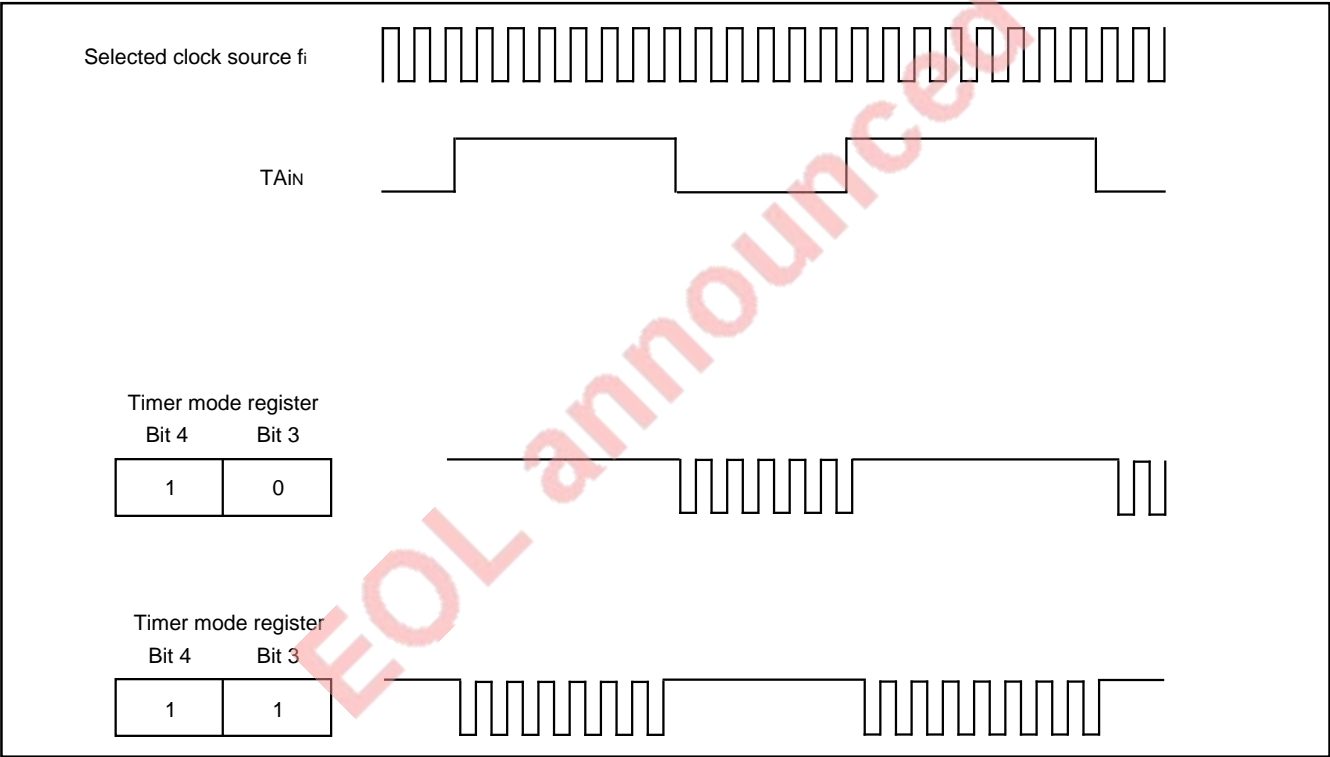 Selected clock source fi
TAiN
Timer mode register
Bit 4 Bit 3
1 0
Timer mode register
Bit 4 Bit 3
1 1
EOL announced